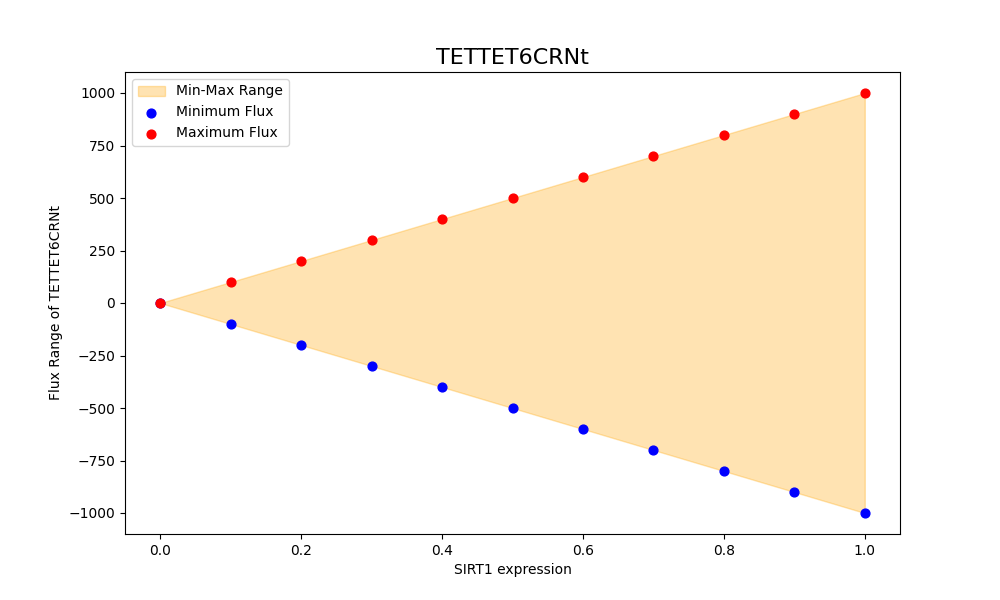 TETTET6CRNt
Min-Max Range
Minimum Flux
Maximum Flux
Flux Range of TETTET6CRNt
1000
750
500
250
0
−250
−500
−750
−1000
0.0 0.2 0.4 0.6 0.8 1.0
SIRT1 expression